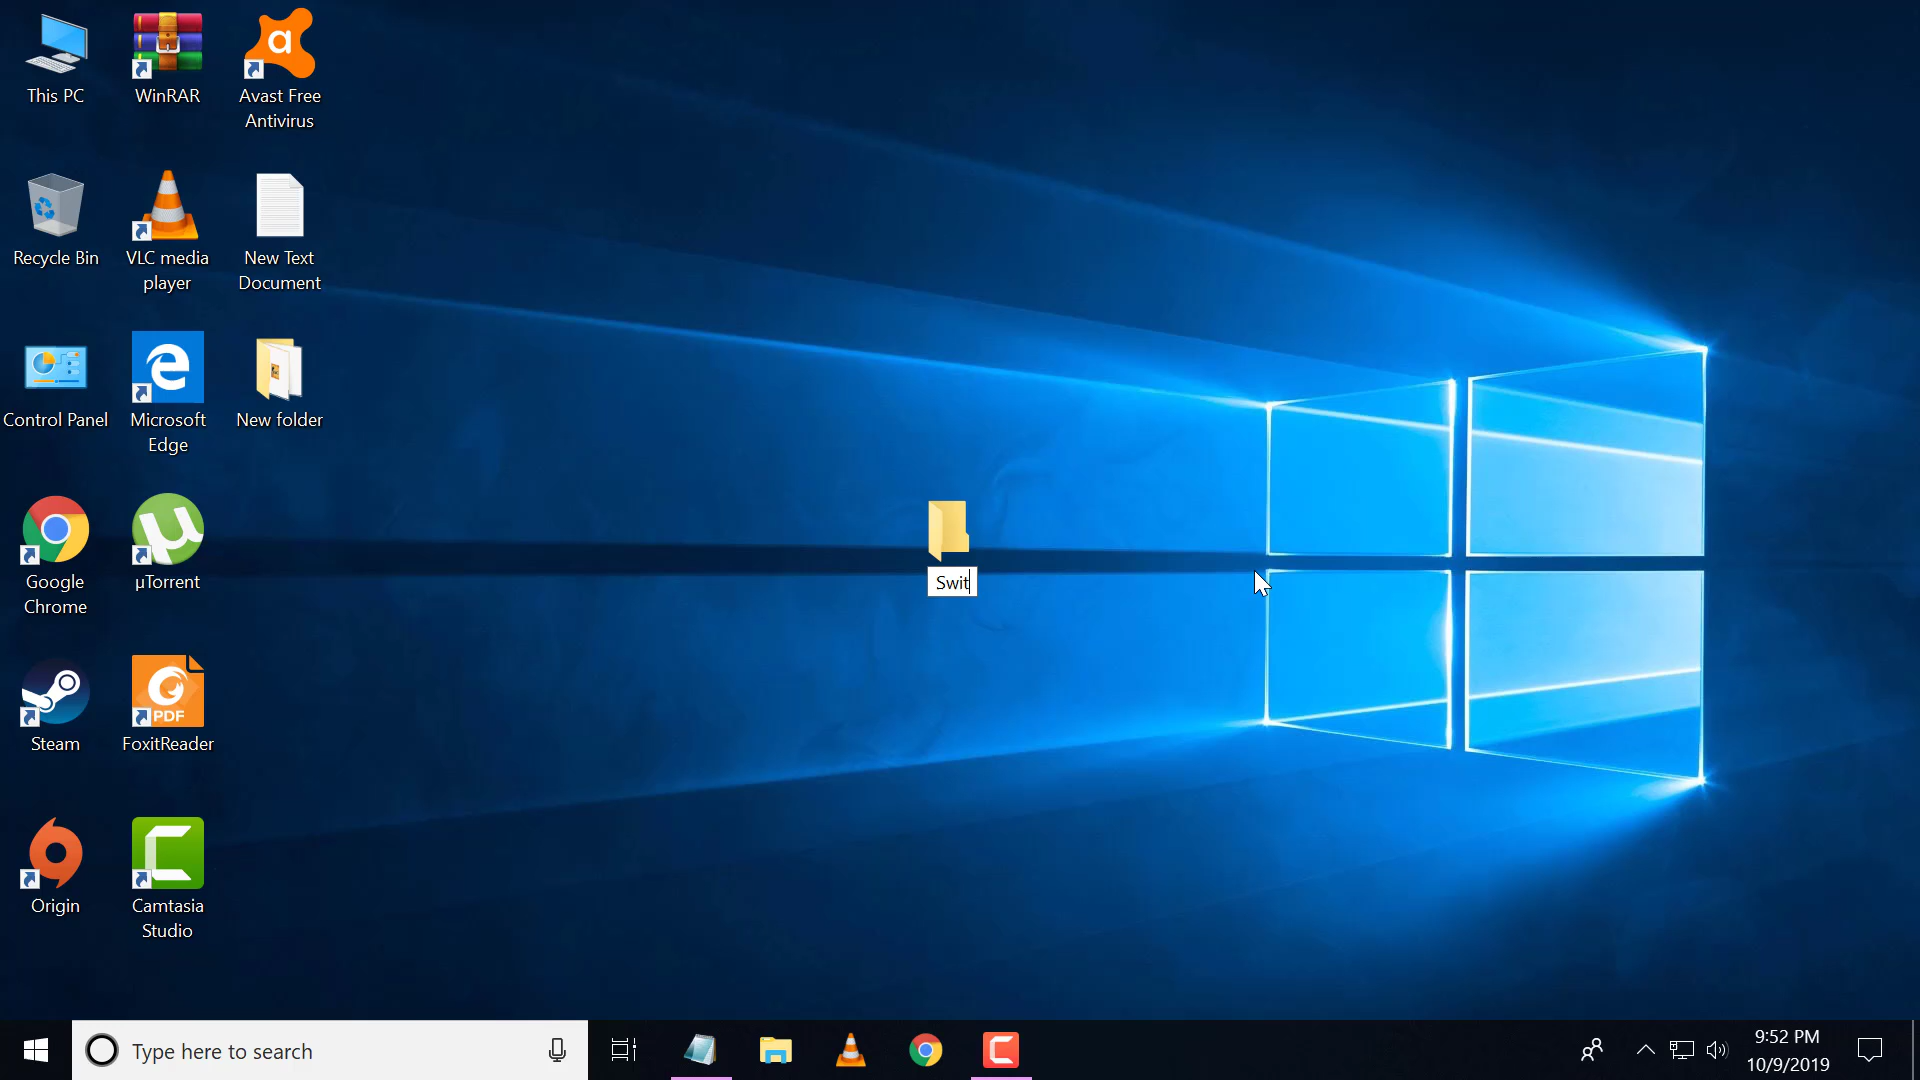 This PC
WinRAR
a
Avast Free
Antivirus
Recycle Bin
VLC media
player
New Text
Document
Control Panel
Microsoft
Edge
New folder
Google
Chrome
µ
µTorrent
Swit
Steam
PDF
FoxitReader
Origin
Camtasia
Studio
Type here to search
9:52 PM
10/9/2019